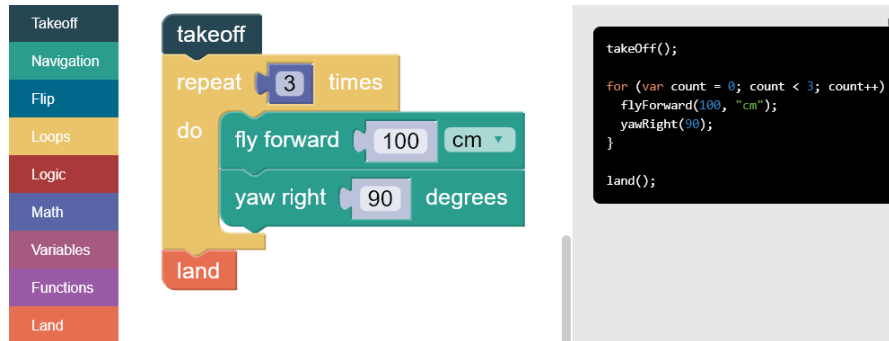 Takeoff
Navigation
Flip
Loops
Logic
Math
Variables
Functions
Land
takeoff
repeat 3 times
do
fly forward 100 cm
yaw right 90 degrees
land
takeOff();
for (var count = 0; count < 3; count++)
flyForward(100, "cm");
yawRight(90);
}
land();